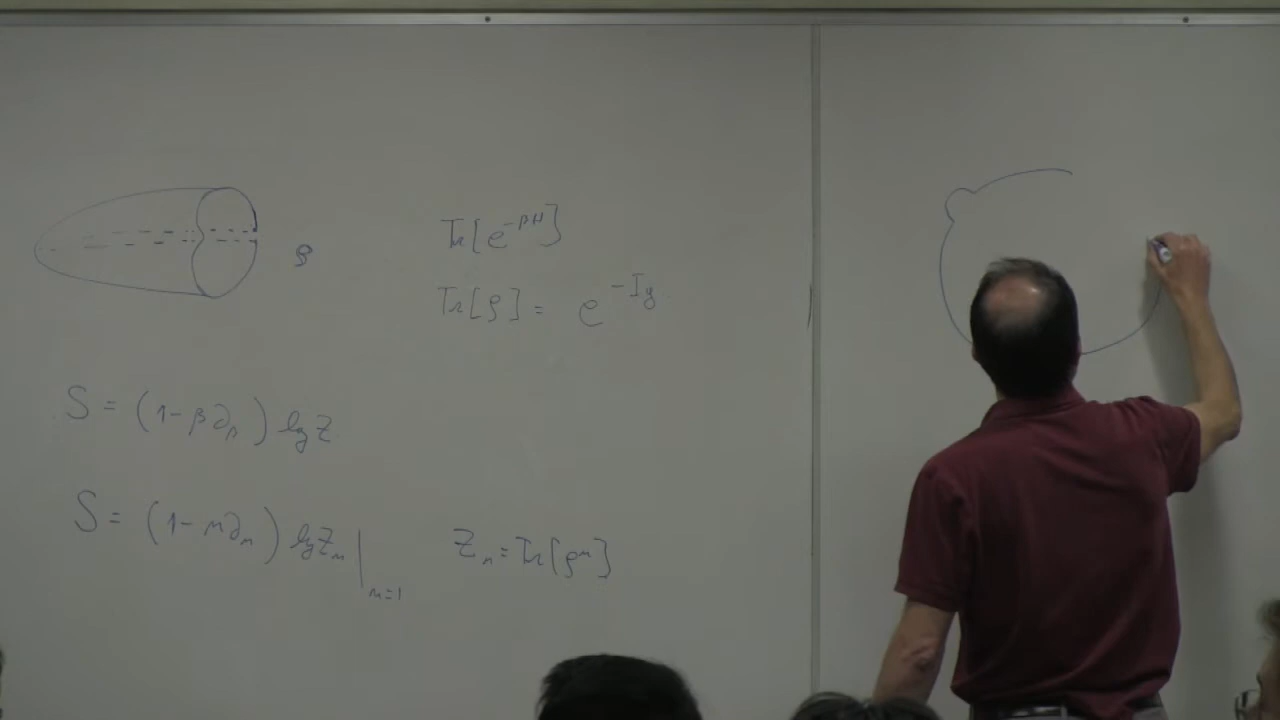 ρ
Tr[e^{-βH}]
Tr[ρ] = e^{-I_g}
S = (1 - β∂_β) log Z
S = (1 - n∂_n) log Z_n |_{n=1}
Z_n = Tr[ρ^n]